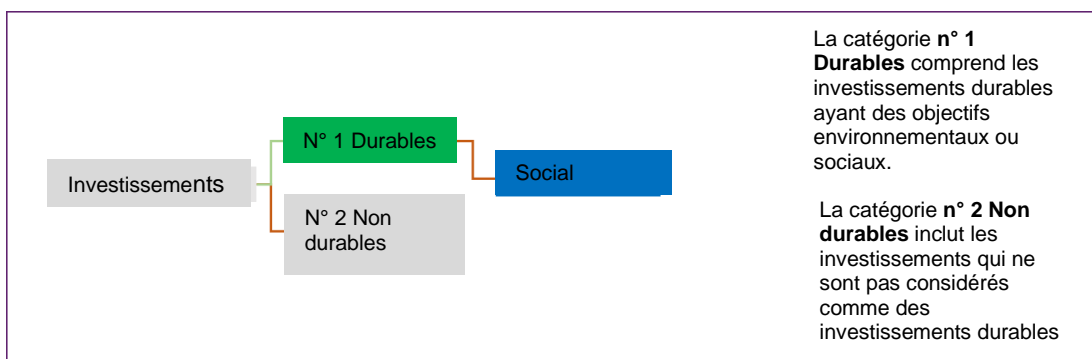 Investissements
N° 1 Durables
N° 2 Non
durables
Social
La catégorie n° 1
Durables comprend les
investissements durables
ayant des objectifs
environnementaux ou
sociaux.
La catégorie n° 2 Non
durables inclut les
investissements qui ne
sont pas considérés
comme des
investissements durables